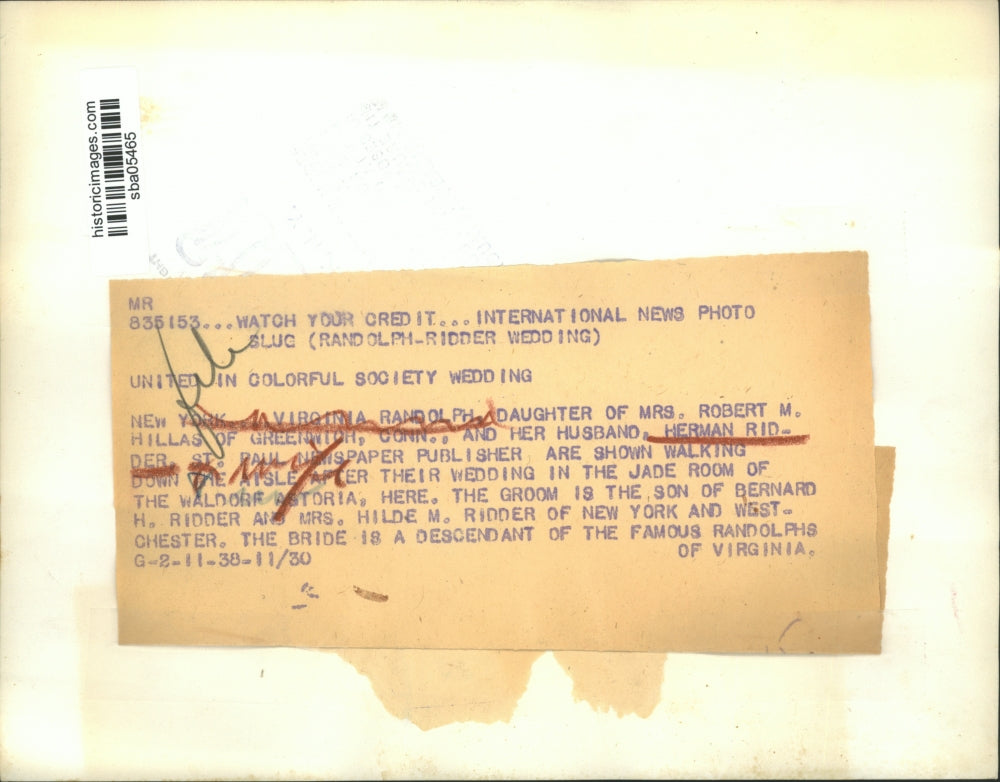 historicimages.com
sba05465
MR
835153...WATCH YOUR CREDIT... INTERNATIONAL NEWS PHOTO
SLUG (RANDOLPH-RIDDER WEDDING)
UNITED IN COLORFUL SOCIETY WEDDING
NEW YORK VIRGINIA RANDOLPH, DAUGHTER OF MRS. ROBERT M.
HILLAS OF GREENWICH, CONN., AND HER HUSBAND, HERMAN RID-
DER, ST. PAUL NEWSPAPER PUBLISHER, ARE SHOWN WALKING
& wife
DOWN THE AISLE AFTER THEIR WEDDING IN THE JADE ROOM OF
THE WALDORF ASTORIA, HERE. THE GROOM IS THE SON OF BERNARD
H. RIDDER AND MRS. HILDE M. RIDDER OF NEW YORK AND WEST-
CHESTER. THE BRIDE IS A DESCENDANT OF THE FAMOUS RANDOLPHS
OF VIRGINIA.
G-2-11-38-11/30